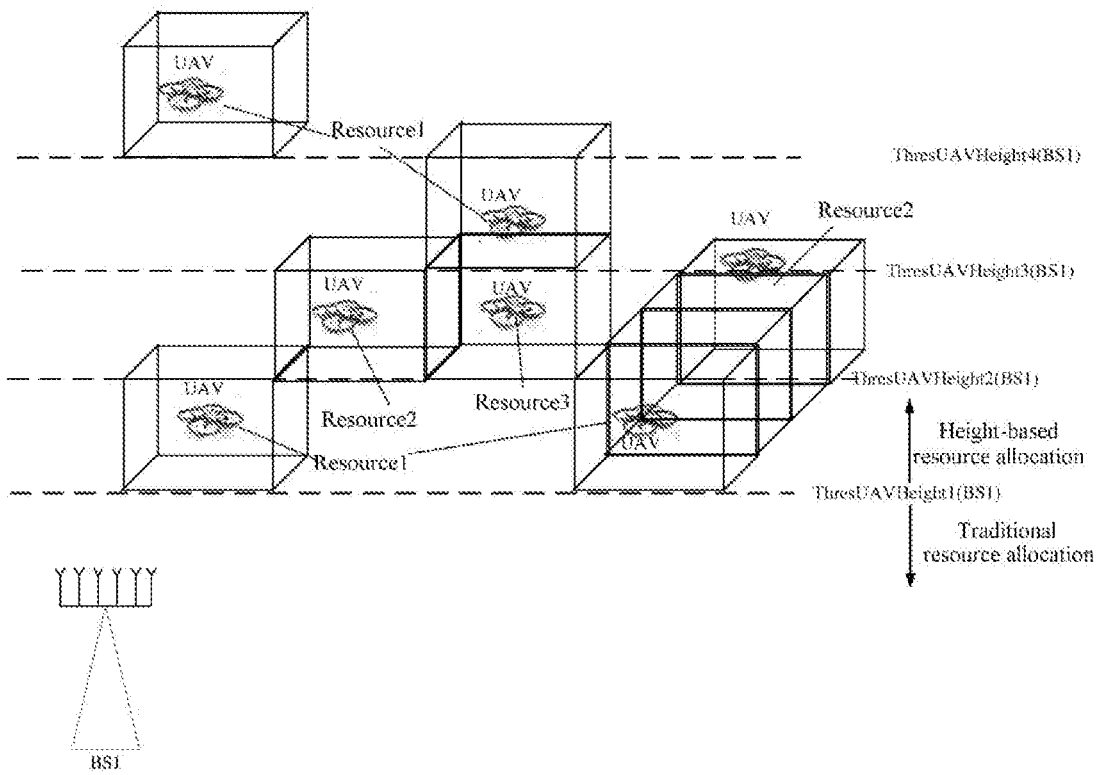 UAV
Resource1
ThresUAVHeight4(BS1)
UAV
UAV
Resource2
ThresUAVHeight3(BS1)
UAV
UAV
ThresUAVHeight2(BS1)
UAV
Resource3
Resource2
Height-based
resource allocation
UAV
Resource1
ThresUAVHeight1(BS1)
Traditional
resource allocation
BS1